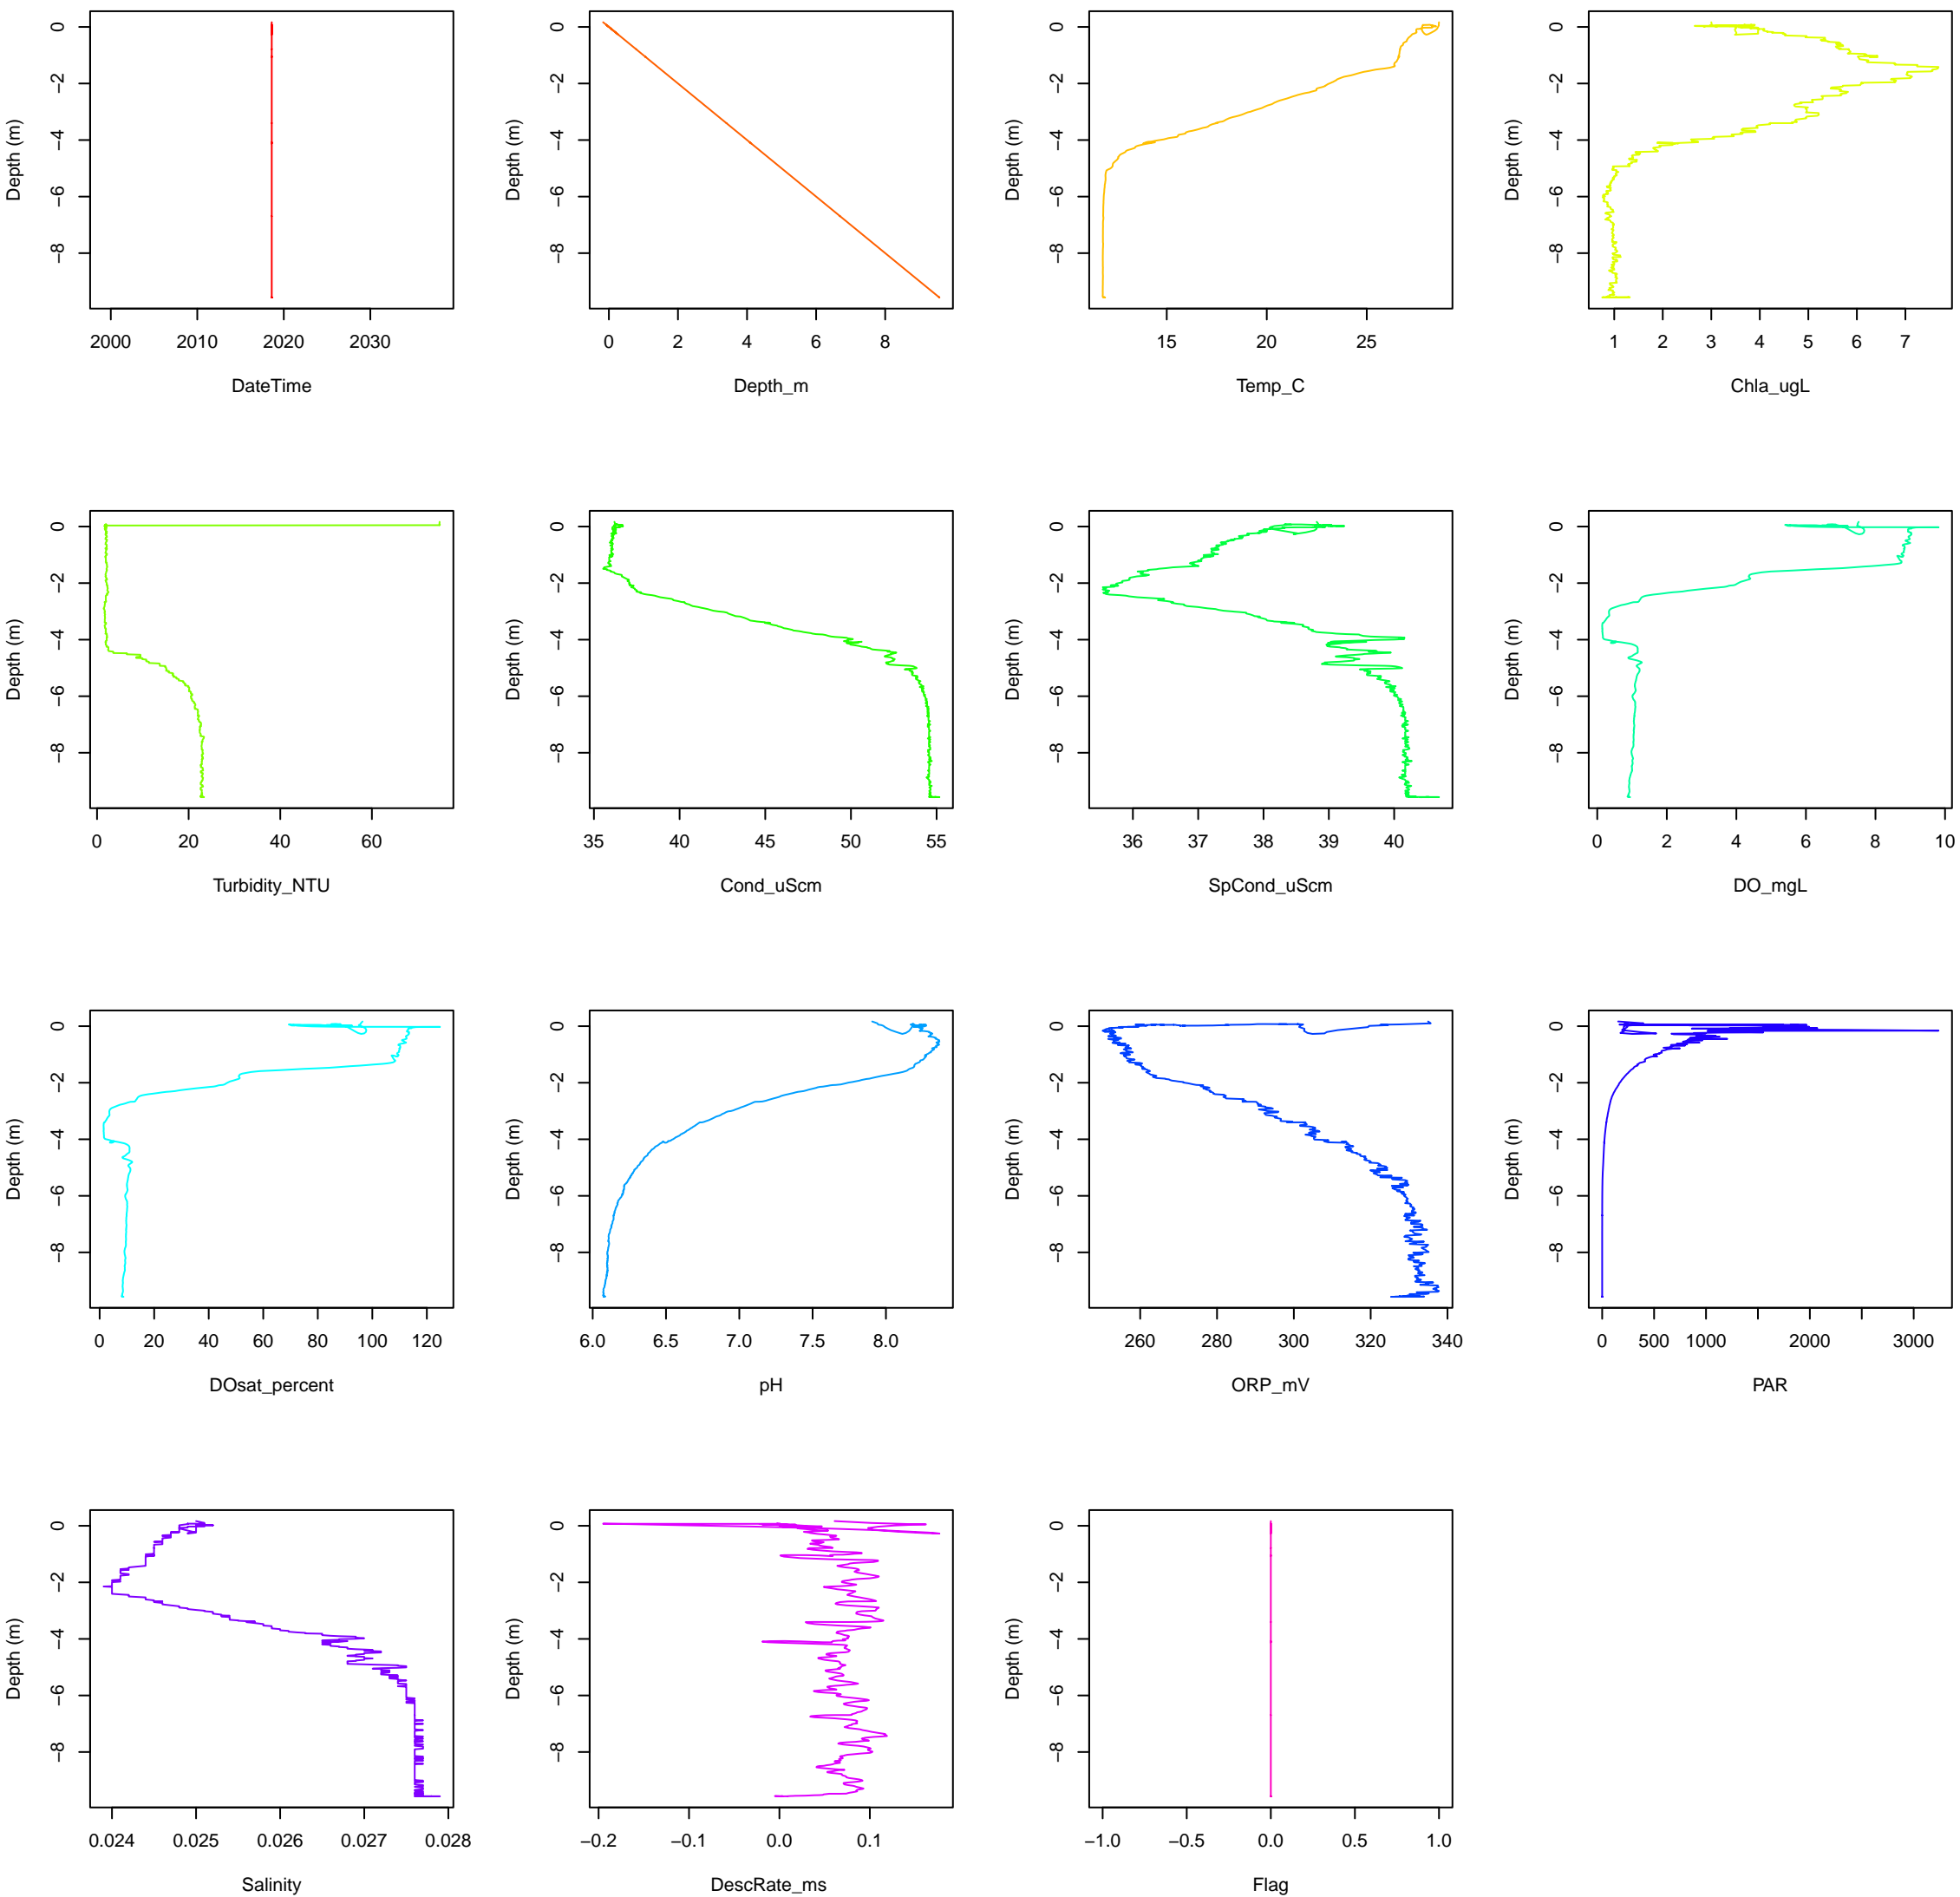 Depth (m)
0
−2
−4
−6
−8
2000 2010 2020 2030
DateTime
Depth (m)
0
−2
−4
−6
−8
0 2 4 6 8
Depth_m
Depth (m)
0
−2
−4
−6
−8
15 20 25
Temp_C
Depth (m)
0
−2
−4
−6
−8
1 2 3 4 5 6 7
Chla_ugL
Depth (m)
0
−2
−4
−6
−8
0 20 40 60
Turbidity_NTU
Depth (m)
0
−2
−4
−6
−8
35 40 45 50 55
Cond_uScm
Depth (m)
0
−2
−4
−6
−8
36 37 38 39 40
SpCond_uScm
Depth (m)
0
−2
−4
−6
−8
0 2 4 6 8 10
DO_mgL
Depth (m)
0
−2
−4
−6
−8
0 20 40 60 80 100 120
DOsat_percent
Depth (m)
0
−2
−4
−6
−8
6.0 6.5 7.0 7.5 8.0
pH
Depth (m)
0
−2
−4
−6
−8
260 280 300 320 340
ORP_mV
Depth (m)
0
−2
−4
−6
−8
0 500 1000 2000 3000
PAR
Depth (m)
0
−2
−4
−6
−8
0.024 0.025 0.026 0.027 0.028
Salinity
Depth (m)
0
−2
−4
−6
−8
−0.2 −0.1 0.0 0.1
DescRate_ms
Depth (m)
0
−2
−4
−6
−8
−1.0 −0.5 0.0 0.5 1.0
Flag